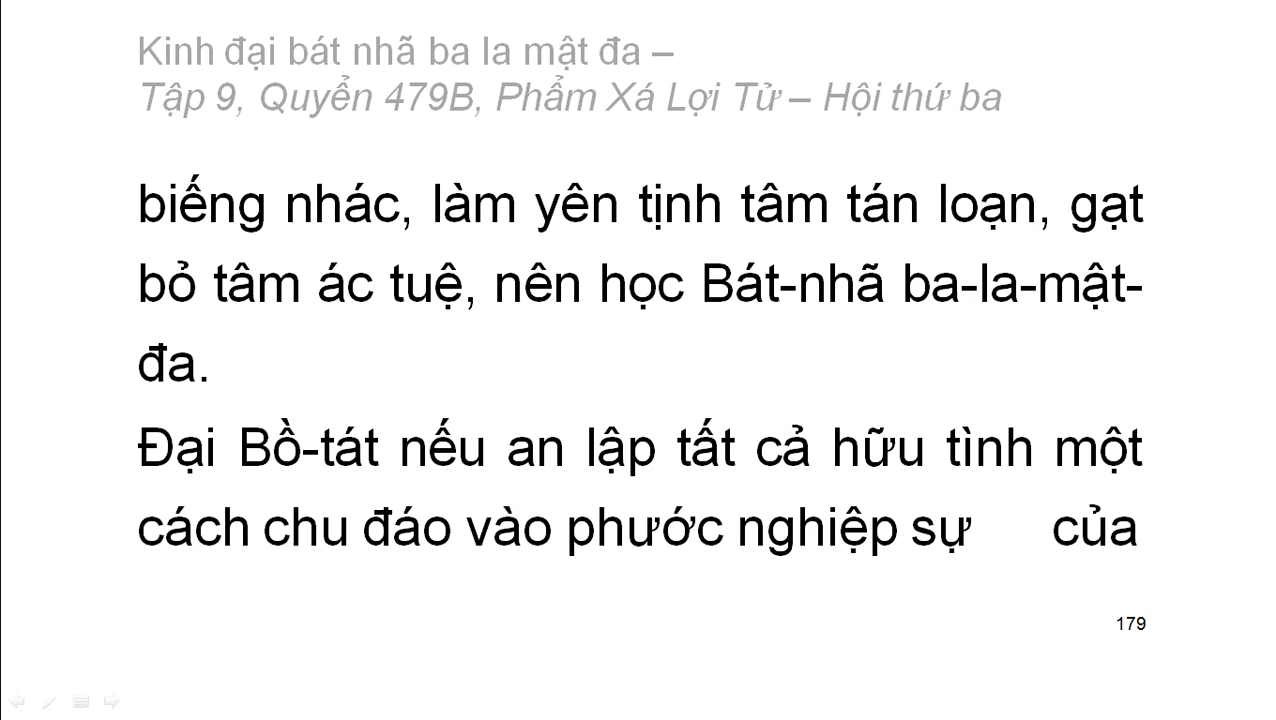 Kinh đại bát nhã ba la mật đa –
Tập 9, Quyển 479B, Phẩm Xá Lợi Tử – Hội thứ ba
biếng nhác, làm yên tịnh tâm tán loạn, gạt
bỏ tâm ác tuệ, nên học Bát-nhã ba-la-mật-
đa.
Đại Bồ-tát nếu an lập tất cả hữu tình một
cách chu đáo vào phước nghiệp sự của
179